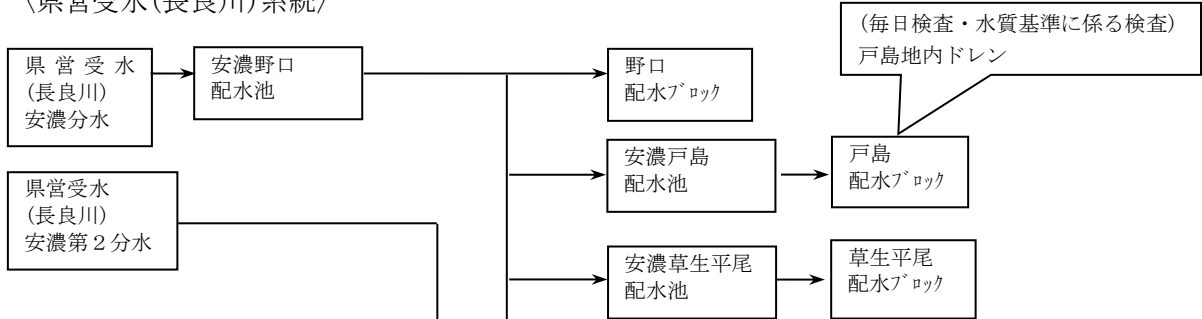 〈県営受水(長良川)系統〉
(毎日検査・水質基準に係る検査)
戸島地内ドレン
県営受水
(長良川)
安濃分水
安濃野口
配水池
野口
配水ﾌﾞﾛｯｸ
安濃戸島
配水池
戸島
配水ﾌﾞﾛｯｸ
県営受水
(長良川)
安濃第２分水
安濃草生平尾
配水池
草生平尾
配水ﾌﾞﾛｯｸ